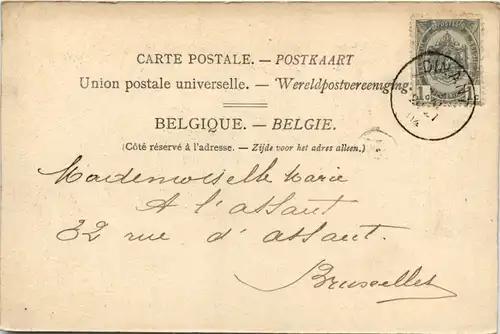 CARTE POSTALE. — POSTKAART
Union postale universelle. — Wereldpostvereeniging.
BELGIQUE. — BELGIE.
(Côté réservé à l'adresse. — Zijde voor het adres alleen.)
DINANT
Mademoiselle Marie
A l'assaut
32 rue d'assaut.
Bruxelles